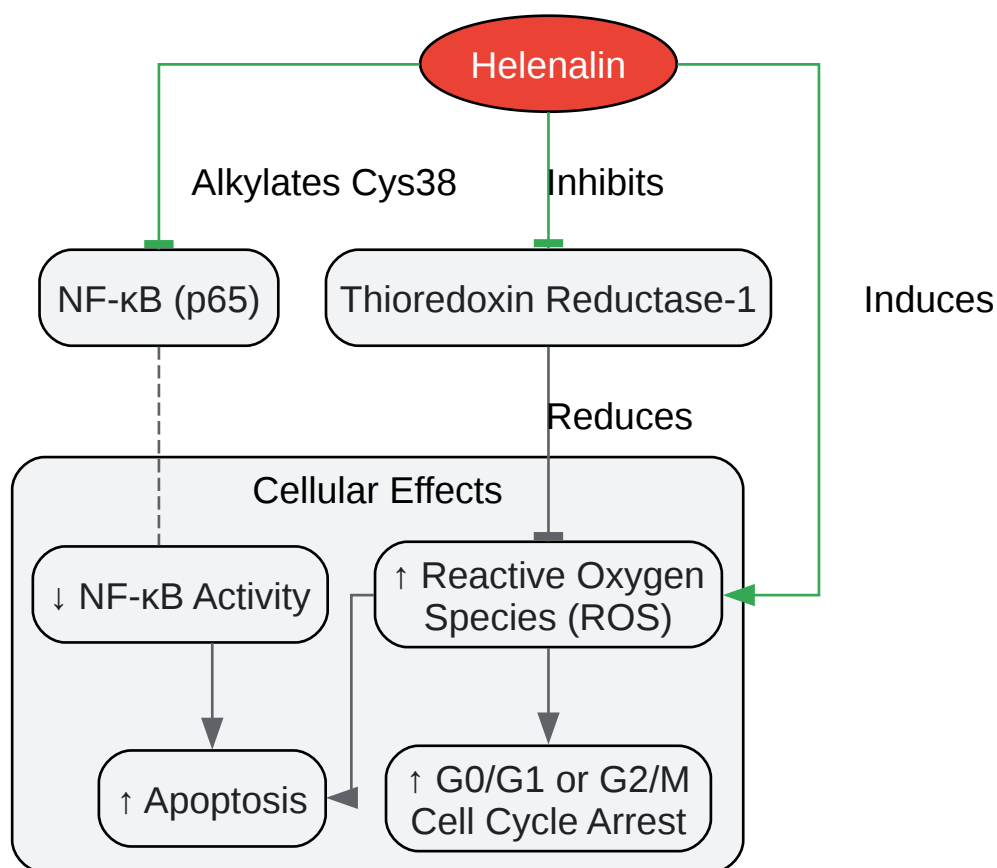 Helenalin
Alkylates Cys38
Inhibits
NF-κB (p65)
Thioredoxin Reductase-1
Induces
Reduces
Cellular Effects
↓ NF-κB Activity
↑ Reactive Oxygen
Species (ROS)
↑ Apoptosis
↑ G0/G1 or G2/M
Cell Cycle Arrest